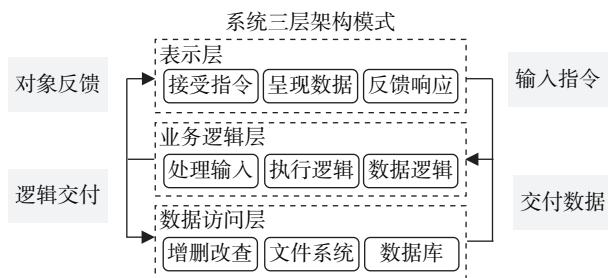 系统三层架构模式
表示层
对象反馈
接受指令 呈现数据 反馈响应
输入指令
业务逻辑层
处理输入 执行逻辑 数据逻辑
逻辑交付
交付数据
数据访问层
增删改查 文件系统 数据库